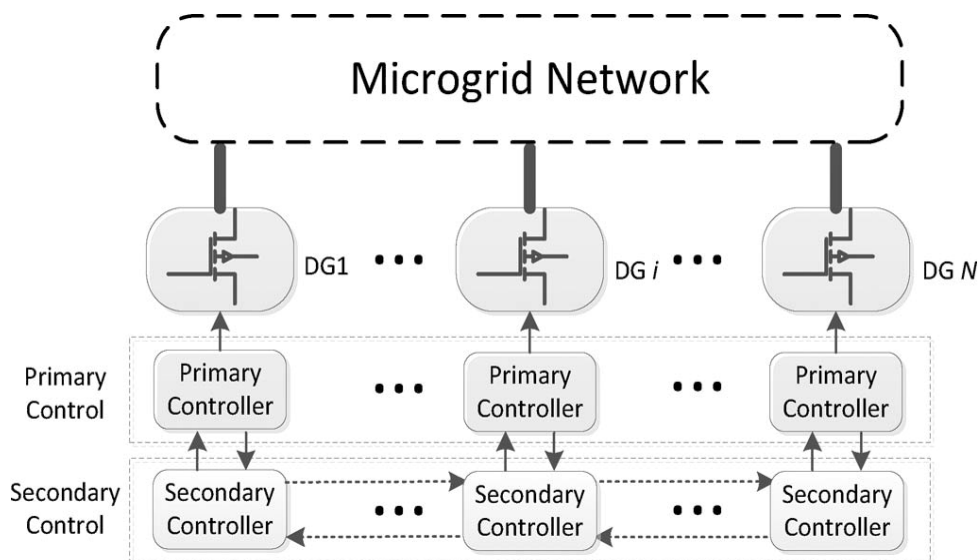 Microgrid Network
DG1
DG i
DG N
Primary
Control
Primary
Controller
Primary
Controller
Primary
Controller
Secondary
Control
Secondary
Controller
Secondary
Controller
Secondary
Controller